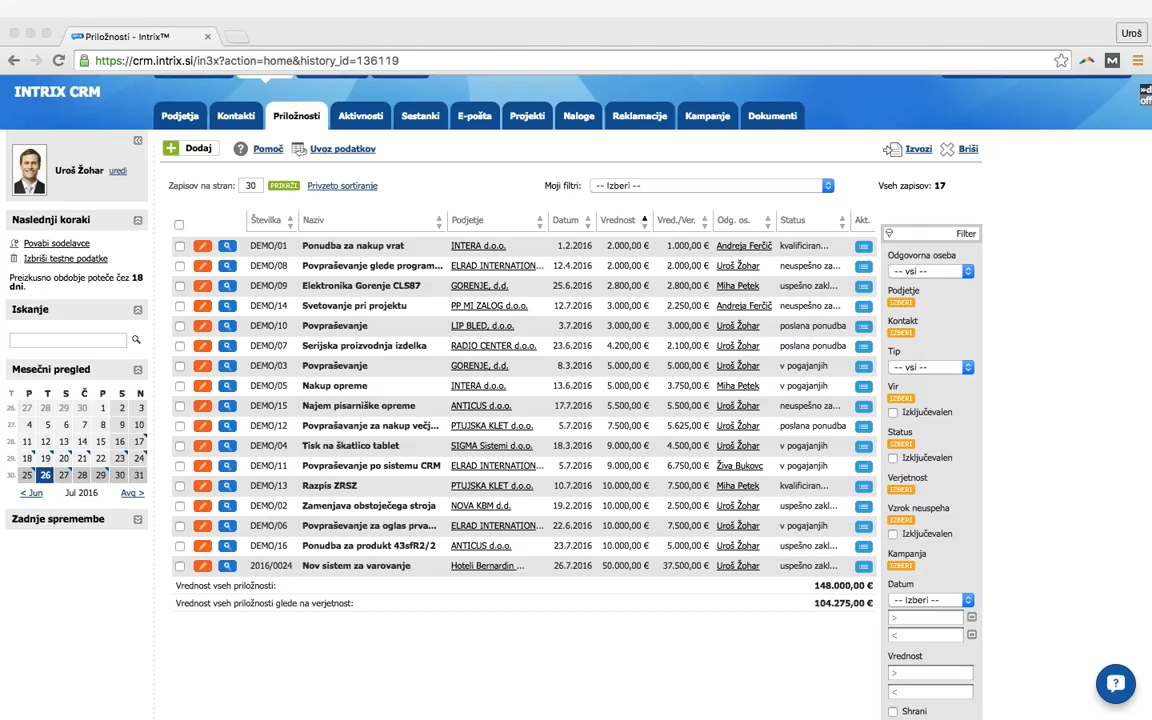 Priložnosti - Intrix™
Uroš
https://crm.intrix.si/in3x?action=home&history_id=136119
INTRIX CRM
Podjetja Kontakti Priložnosti Aktivnosti Sestanki E-pošta Projekti Naloge Reklamacije Kampanje Dokumenti
Dodaj Pomoč Uvoz podatkov Izvozi Briši
Uroš Žohar uredi
Zapisov na stran: 30 PRIKAŽI Privzeto sortiranje Moji filtri: -- Izberi -- Vseh zapisov: 17
Naslednji koraki
Povabi sodelavce
Izbriši testne podatke
Preizkusno obdobje poteče čez 18
dni.
Iskanje
Mesečni pregled
T P T S Č P S N
26. 27 28 29 30 1 2 3
27. 4 5 6 7 8 9 10
28. 11 12 13 14 15 16 17
29. 18 19 20 21 22 23 24
30. 25 26 27 28 29 30 31
< Jun Jul 2016 Avg >
Zadnje spremembe
Številka Naziv Podjetje Datum Vrednost Vred./Ver. Odg. os. Status Akt.
DEMO/01 Ponudba za nakup vrat INTERA d.o.o. 1.2.2016 2.000,00 € 1.000,00 € Andreja Ferčič kvalificiran...
DEMO/08 Povpraševanje glede program... ELRAD INTERNATION... 12.4.2016 2.000,00 € 2.000,00 € Uroš Žohar neuspešno za...
DEMO/09 Elektronika Gorenje CLS87 GORENJE, d.d. 25.6.2016 2.800,00 € 2.800,00 € Miha Petek uspešno zakl...
DEMO/14 Svetovanje pri projektu PP MI ZALOG d.o.o. 12.7.2016 3.000,00 € 2.250,00 € Andreja Ferčič neuspešno za...
DEMO/10 Povpraševanje LIP BLED, d.o.o. 3.7.2016 3.000,00 € 3.000,00 € Uroš Žohar poslana ponudba
DEMO/07 Serijska proizvodnja izdelka RADIO CENTER d.o.o. 23.6.2016 4.200,00 € 2.100,00 € Uroš Žohar poslana ponudba
DEMO/03 Povpraševanje GORENJE, d.d. 8.3.2016 5.000,00 € 5.000,00 € Uroš Žohar v pogajanjih
DEMO/05 Nakup opreme INTERA d.o.o. 13.6.2016 5.000,00 € 3.750,00 € Miha Petek v pogajanjih
DEMO/15 Najem pisarniške opreme ANTICUS d.o.o. 17.7.2016 5.500,00 € 5.500,00 € Uroš Žohar neuspešno za...
DEMO/12 Povprašavanje za nakup večj... PTUJSKA KLET d.o.o. 5.7.2016 7.500,00 € 5.625,00 € Uroš Žohar poslana ponudba
DEMO/04 Tisk na škatlico tablet SIGMA Sistemi d.o.o. 18.3.2016 9.000,00 € 4.500,00 € Uroš Žohar v pogajanjih
DEMO/11 Povpraševanje po sistemu CRM ELRAD INTERNATION... 5.7.2016 9.000,00 € 6.750,00 € Živa Bukovc v pogajanjih
DEMO/13 Razpis ZRSZ PTUJSKA KLET d.o.o. 10.7.2016 10.000,00 € 7.500,00 € Miha Petek kvalificiran...
DEMO/02 Zamenjava obstoječega stroja NOVA KBM d.d. 19.2.2016 10.000,00 € 2.500,00 € Uroš Žohar uspešno zakl...
DEMO/06 Povpraševanje za oglas prva... ELRAD INTERNATION... 22.6.2016 10.000,00 € 7.500,00 € Uroš Žohar v pogajanjih
DEMO/16 Ponudba za produkt 43sfR2/2 ANTICUS d.o.o. 23.7.2016 10.000,00 € 5.000,00 € Uroš Žohar uspešno zakl...
2016/0024 Nov sistem za varovanje Hoteli Bernardin ... 26.7.2016 50.000,00 € 37.500,00 € Uroš Žohar uspešno zakl...
Vrednost vseh priložnosti: 148.000,00 €
Vrednost vseh priložnosti glede na verjetnost: 104.275,00 €
Filter
Odgovorna oseba
-- vsi --
Podjetje
IZBERI
Kontakt
IZBERI
Tip
-- vsi --
Vir
IZBERI
Izključevalen
Status
IZBERI
Izključevalen
Verjetnost
IZBERI
Vzrok neuspeha
IZBERI
Izključevalen
Kampanja
IZBERI
Datum
-- Izberi --
>
<
Vrednost
>
<
Shrani